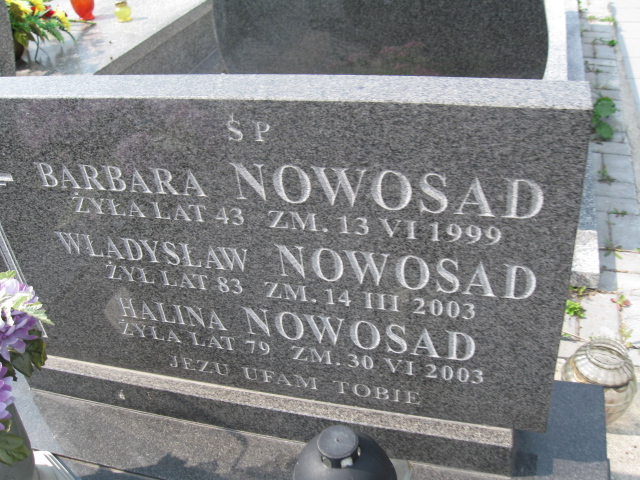 Ś P
BARBARA NOWOSAD
ŻYŁA LAT 43 ZM. 13 VI 1999
WŁADYSŁAW NOWOSAD
ŻYŁ LAT 83 ZM. 14 III 2003
HALINA NOWOSAD
ŻYŁA LAT 79 ZM. 30 VI 2003
JEZU UFAM TOBIE